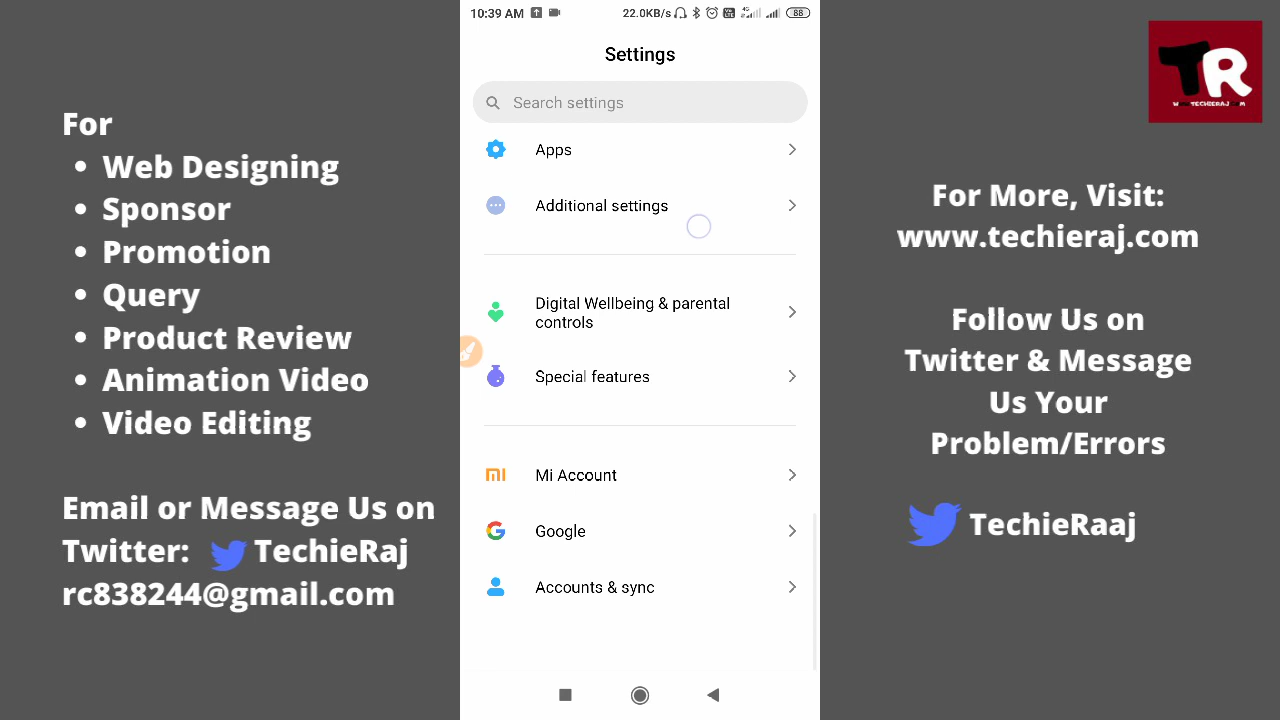 For
Web Designing
Sponsor
Promotion
Query
Product Review
Animation Video
Video Editing
Email or Message Us on
Twitter: TechieRaj
rc838244@gmail.com
10:39 AM 22.0KB/s 4G 88
Settings
Search settings
Apps
Additional settings
Digital Wellbeing & parental
controls
Special features
Mi Account
Google
Accounts & sync
TR
For More, Visit:
www.techieraj.com
Follow Us on
Twitter & Message
Us Your
Problem/Errors
TechieRaaj